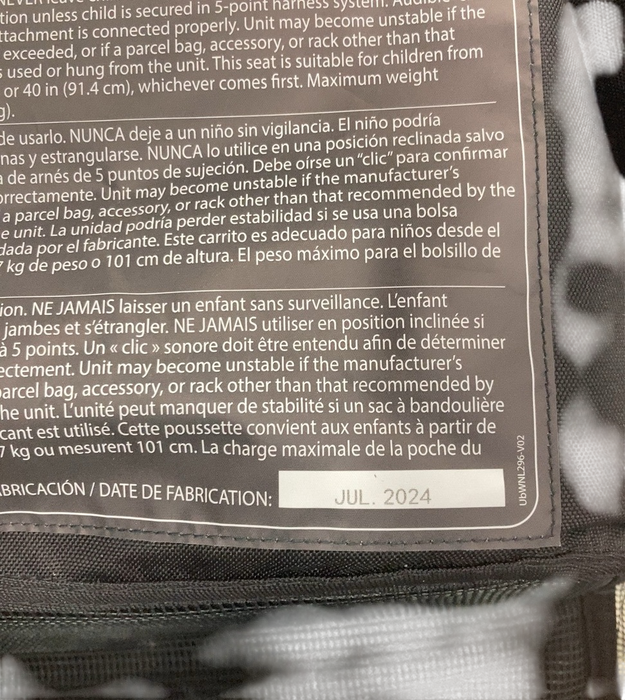 NEVER leave child
tion unless child is secured in 5-point harness system. Audible
ttachment is connected properly. Unit may become unstable if the
exceeded, or if a parcel bag, accessory, or rack other than that
s used or hung from the unit. This seat is suitable for children from
or 40 in (91.4 cm), whichever comes first. Maximum weight
g).
de usarlo. NUNCA deje a un niño sin vigilancia. El niño podría
nas y estrangularse. NUNCA lo utilice en una posición reclinada salvo
a de arnés de 5 puntos de sujeción. Debe oírse un “clic” para confirmar
orrectamente. Unit may become unstable if the manufacturer’s
a parcel bag, accessory, or rack other than that recommended by the
e unit. La unidad podría perder estabilidad si se usa una bolsa
dada por el fabricante. Este carrito es adecuado para niños desde el
7 kg de peso o 101 cm de altura. El peso máximo para el bolsillo de
ion. NE JAMAIS laisser un enfant sans surveillance. L’enfant
jambes et s’étrangler. NE JAMAIS utiliser en position inclinée si
à 5 points. Un « clic » sonore doit être entendu afin de déterminer
ectement. Unit may become unstable if the manufacturer’s
parcel bag, accessory, or rack other than that recommended by
he unit. L’unité peut manquer de stabilité si un sac à bandoulière
cant est utilisé. Cette poussette convient aux enfants à partir de
7 kg ou mesurent 101 cm. La charge maximale de la poche du
ABRICACIÓN / DATE DE FABRICATION: JUL. 2024
UbWNL296-V02